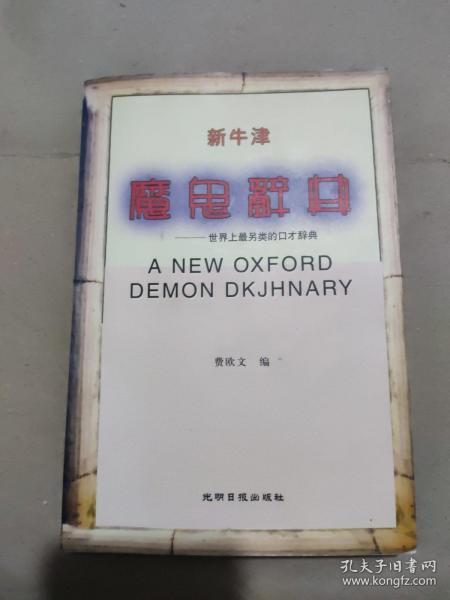 新牛津
魔鬼辭典
———世界上最另类的口才辞典
A NEW OXFORD
DEMON DKJHNARY
费欧文 编
光明日报出版社
孔夫子旧书网
www.kongfz.com